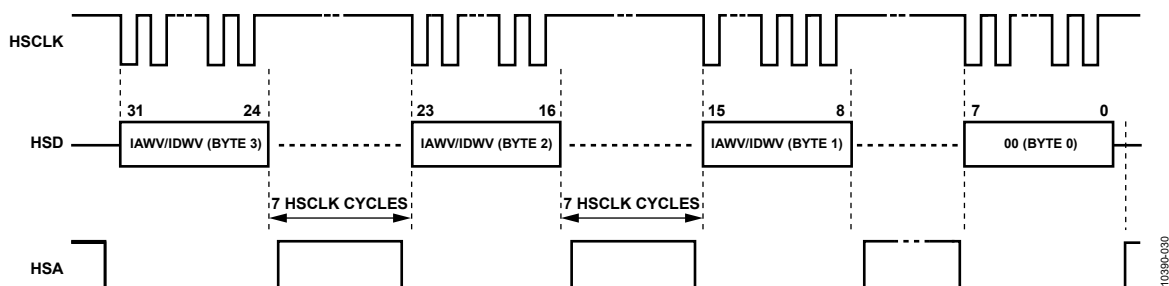 HSCLK
31 24 23 16 15 8 7 0
HSD IAWV/IDWV (BYTE 3) IAWV/IDWV (BYTE 2) IAWV/IDWV (BYTE 1) 00 (BYTE 0)
7 HSCLK CYCLES 7 HSCLK CYCLES
HSA
10390-030